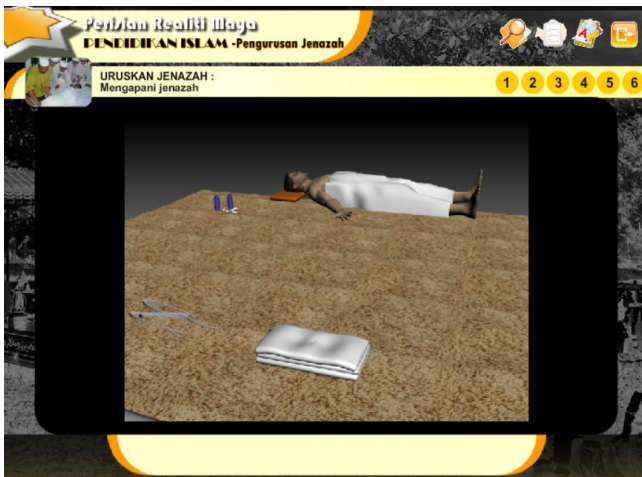 Perisian Realiti Maya
PENDIDIKAN ISLAM -Pengurusan Jenazah
URUSKAN JENAZAH :
Mengapani jenazah
1 2 3 4 5 6